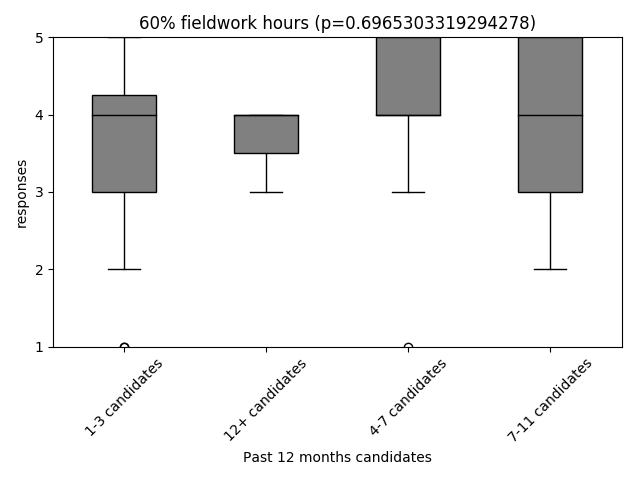 60% fieldwork hours (p=0.6965303319294278)
5
4
3
2
1
responses
1-3 candidates
12+ candidates
4-7 candidates
7-11 candidates
Past 12 months candidates